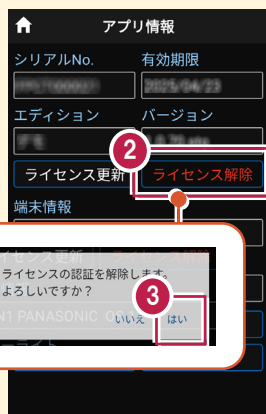 アプリ情報
シリアルNo. 有効期限
エディション バージョン
2
ライセンス更新 ライセンス解除
端末情報
ライセンスの認証を解除します。
よろしいですか？
3
いいえ はい
PANASONIC